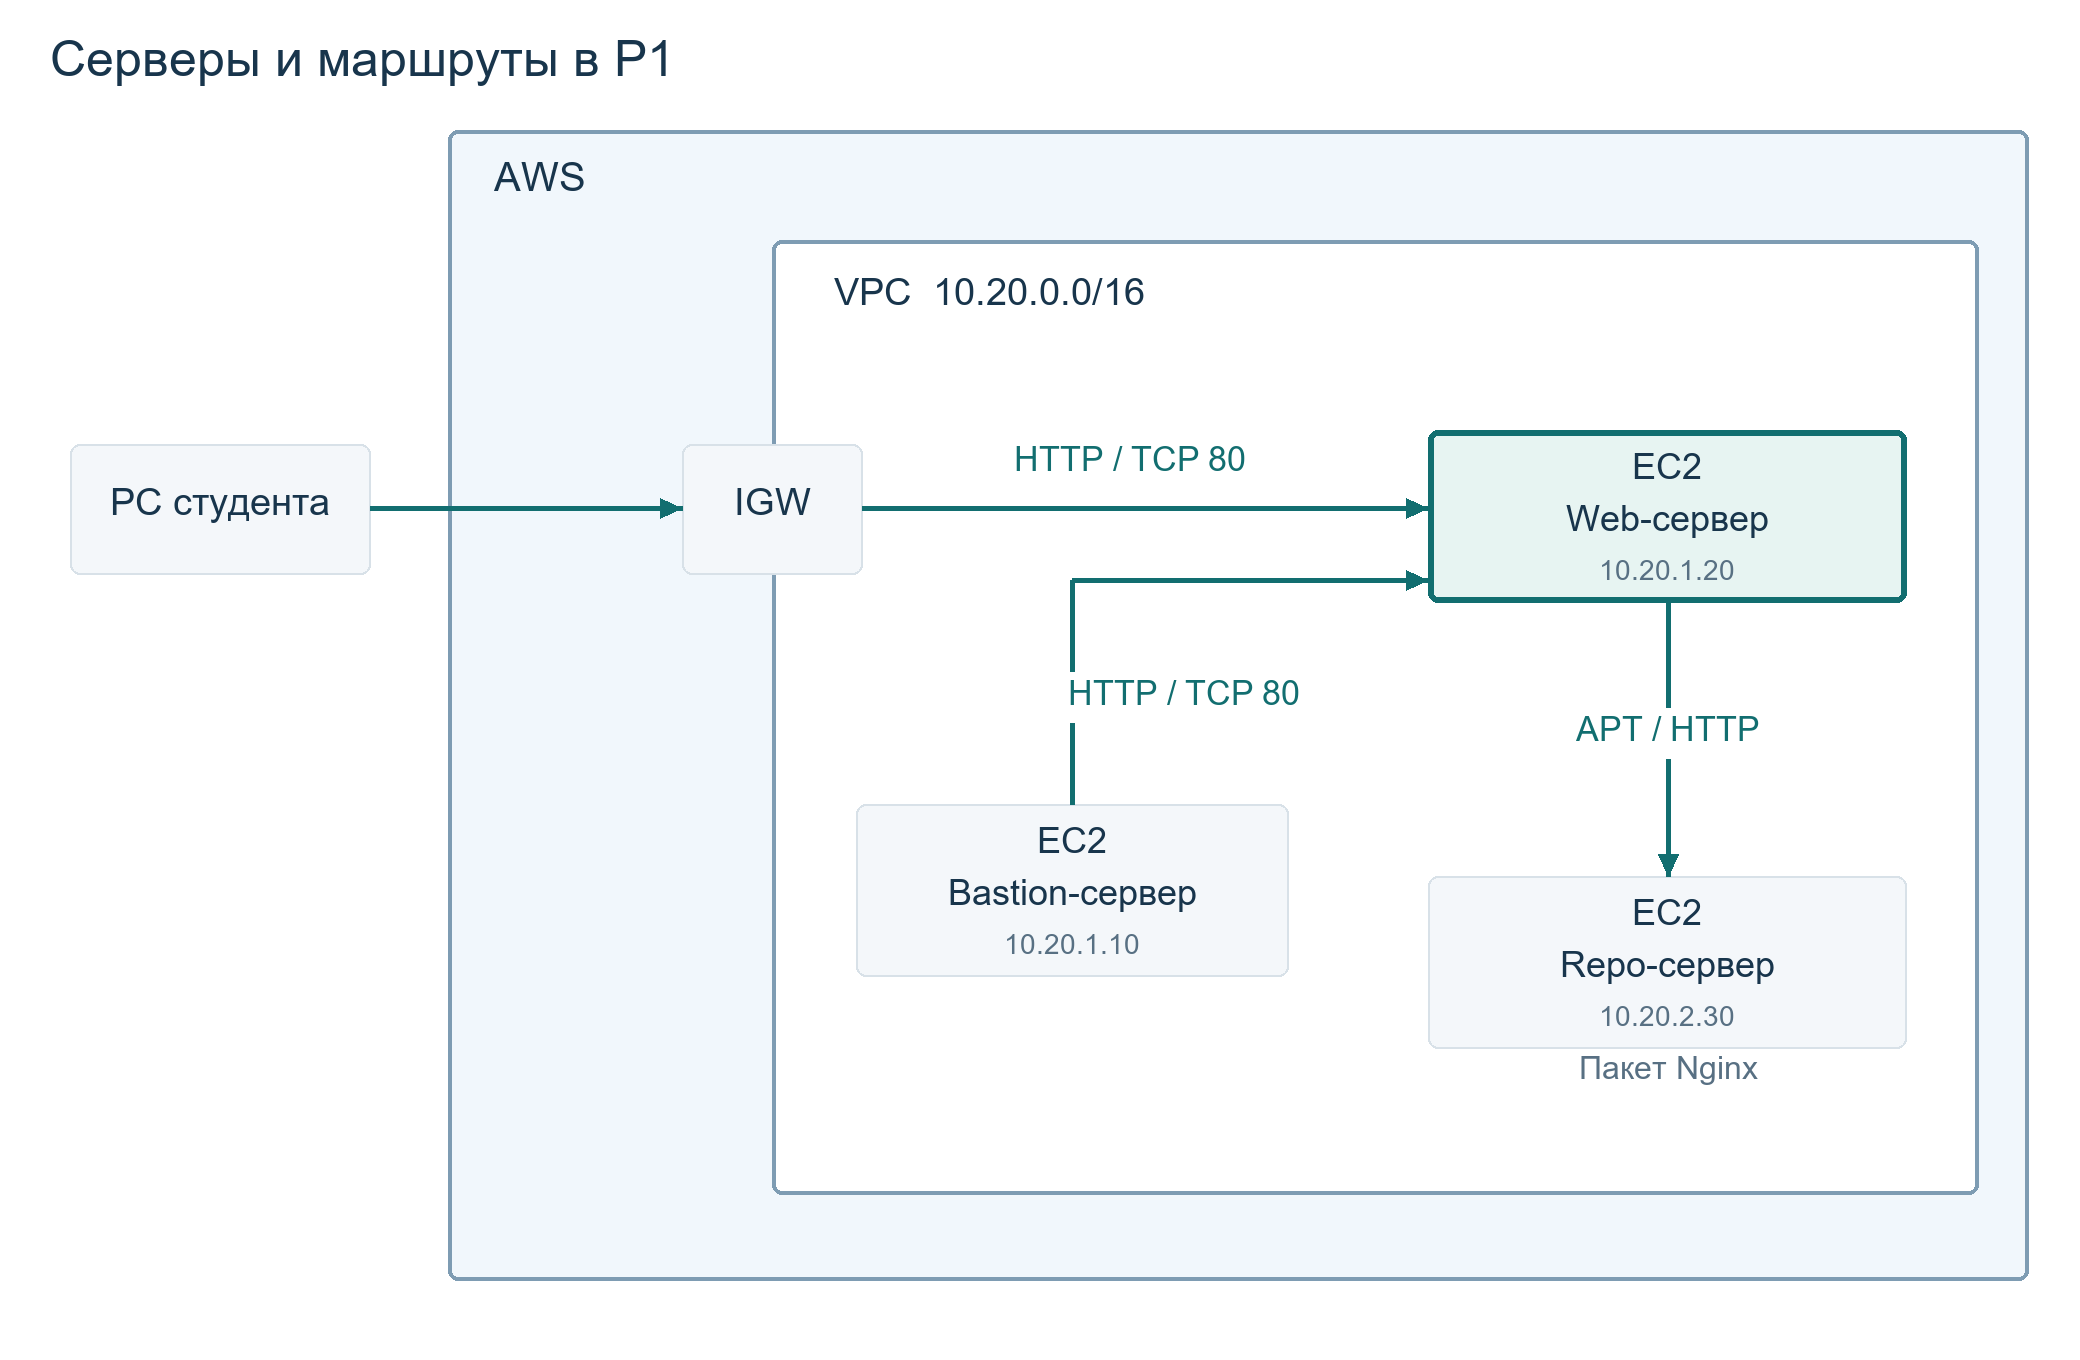 Серверы и маршруты в P1
AWS
VPC 10.20.0.0/16
PC студента
IGW
HTTP / TCP 80
EC2
Web-сервер
10.20.1.20
HTTP / TCP 80
APT / HTTP
EC2
Bastion-сервер
10.20.1.10
EC2
Repo-сервер
10.20.2.30
Пакет Nginx